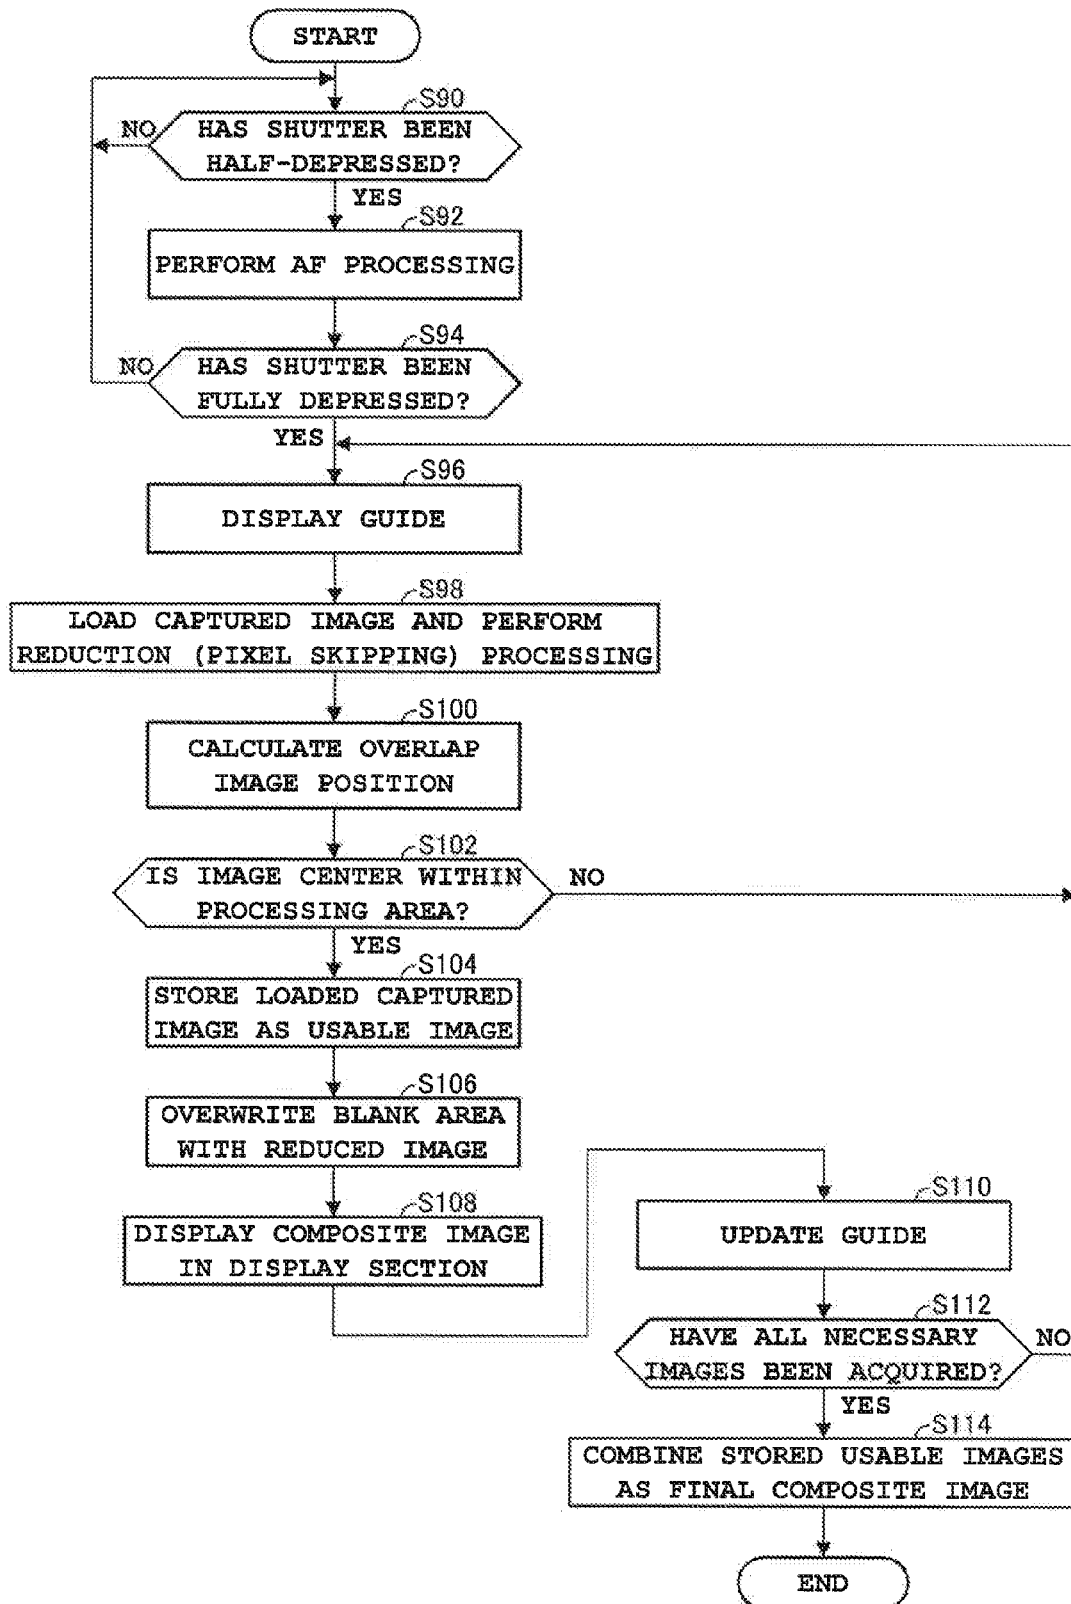 START
S90
NO
HAS SHUTTER BEEN
HALF-DEPRESSED?
YES
S92
PERFORM AF PROCESSING
S94
NO
HAS SHUTTER BEEN
FULLY DEPRESSED?
YES
S96
DISPLAY GUIDE
S98
LOAD CAPTURED IMAGE AND PERFORM
REDUCTION (PIXEL SKIPPING) PROCESSING
S100
CALCULATE OVERLAP
IMAGE POSITION
S102
IS IMAGE CENTER WITHIN
PROCESSING AREA?
NO
YES
S104
STORE LOADED CAPTURED
IMAGE AS USABLE IMAGE
S106
OVERWRITE BLANK AREA
WITH REDUCED IMAGE
S108
DISPLAY COMPOSITE IMAGE
IN DISPLAY SECTION
S110
UPDATE GUIDE
S112
HAVE ALL NECESSARY
IMAGES BEEN ACQUIRED?
NO
YES
S114
COMBINE STORED USABLE IMAGES
AS FINAL COMPOSITE IMAGE
END